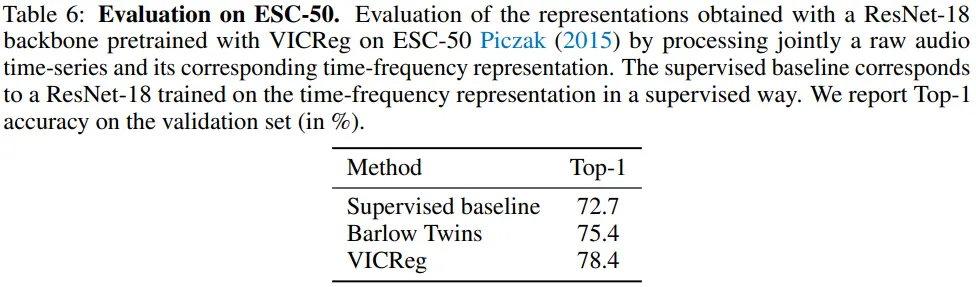 Table 6: Evaluation on ESC-50. Evaluation of the representations obtained with a ResNet-18
backbone pretrained with VICReg on ESC-50 Piczak (2015) by processing jointly a raw audio
time-series and its corresponding time-frequency representation. The supervised baseline corresponds
to a ResNet-18 trained on the time-frequency representation in a supervised way. We report Top-1
accuracy on the validation set (in %).
Method Top-1
Supervised baseline 72.7
Barlow Twins 75.4
VICReg 78.4